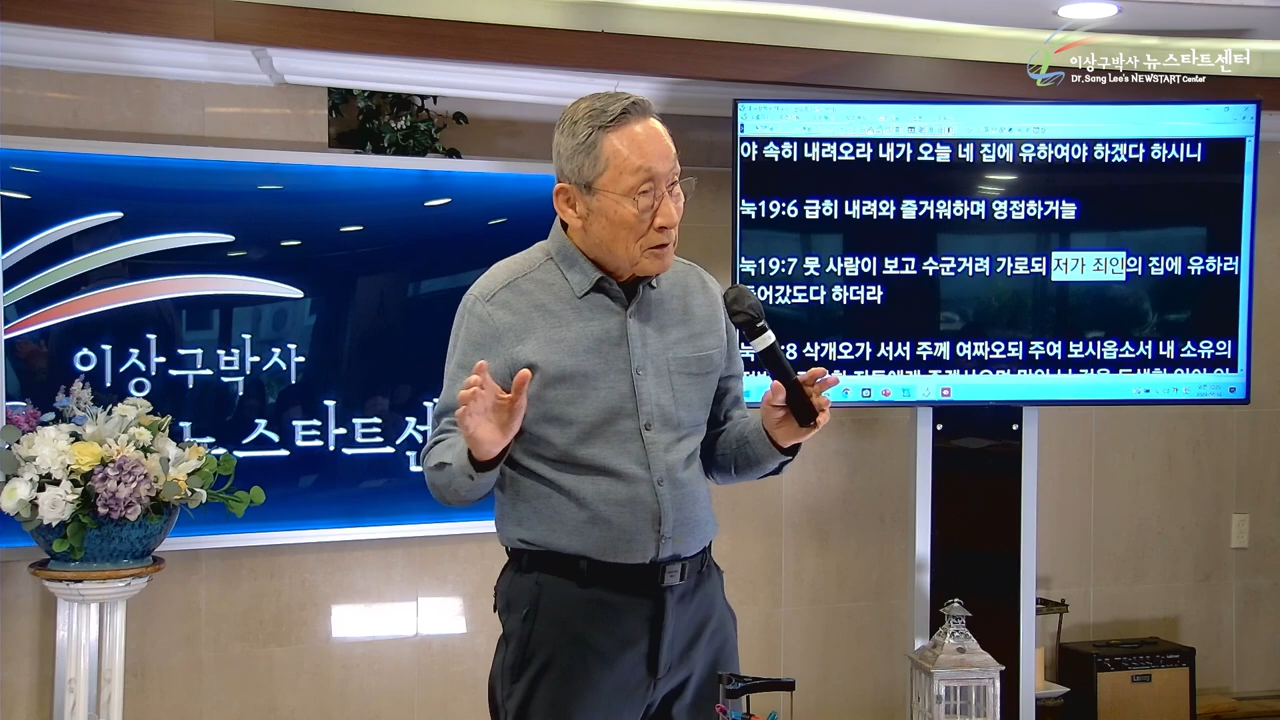 이상구박사 뉴스타트센터
Dr. Sang Lee's NEWSTART Center
야 속히 내려오라 내가 오늘 네 집에 유하여야 하겠다 하시니
눅19:6 급히 내려와 즐거워하며 영접하거늘
눅19:7 뭇 사람이 보고 수군거려 가로되 저가 죄인의 집에 유하러
들어갔도다 하더라
눅19:8 삭개오가 서서 주께 여짜오되 주여 보시옵소서 내 소유의
이상구박사
뉴스타트센
Laney